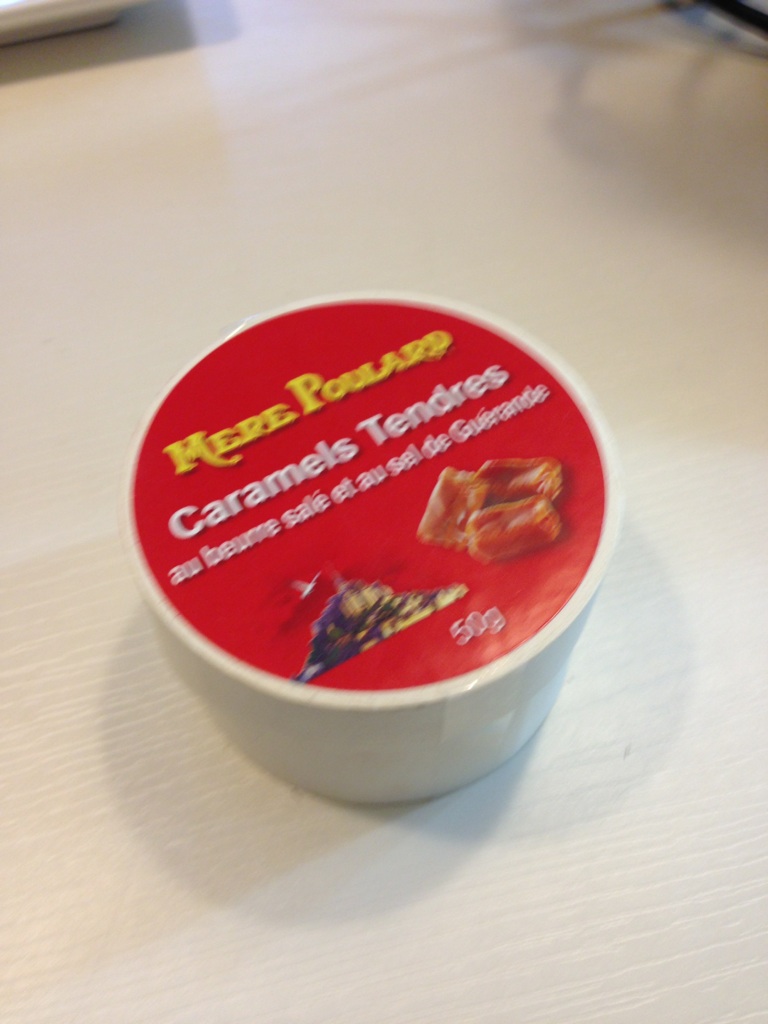 MERE POULARD
Caramels Tendres
au beurre salé et au sel de Guérande
50g